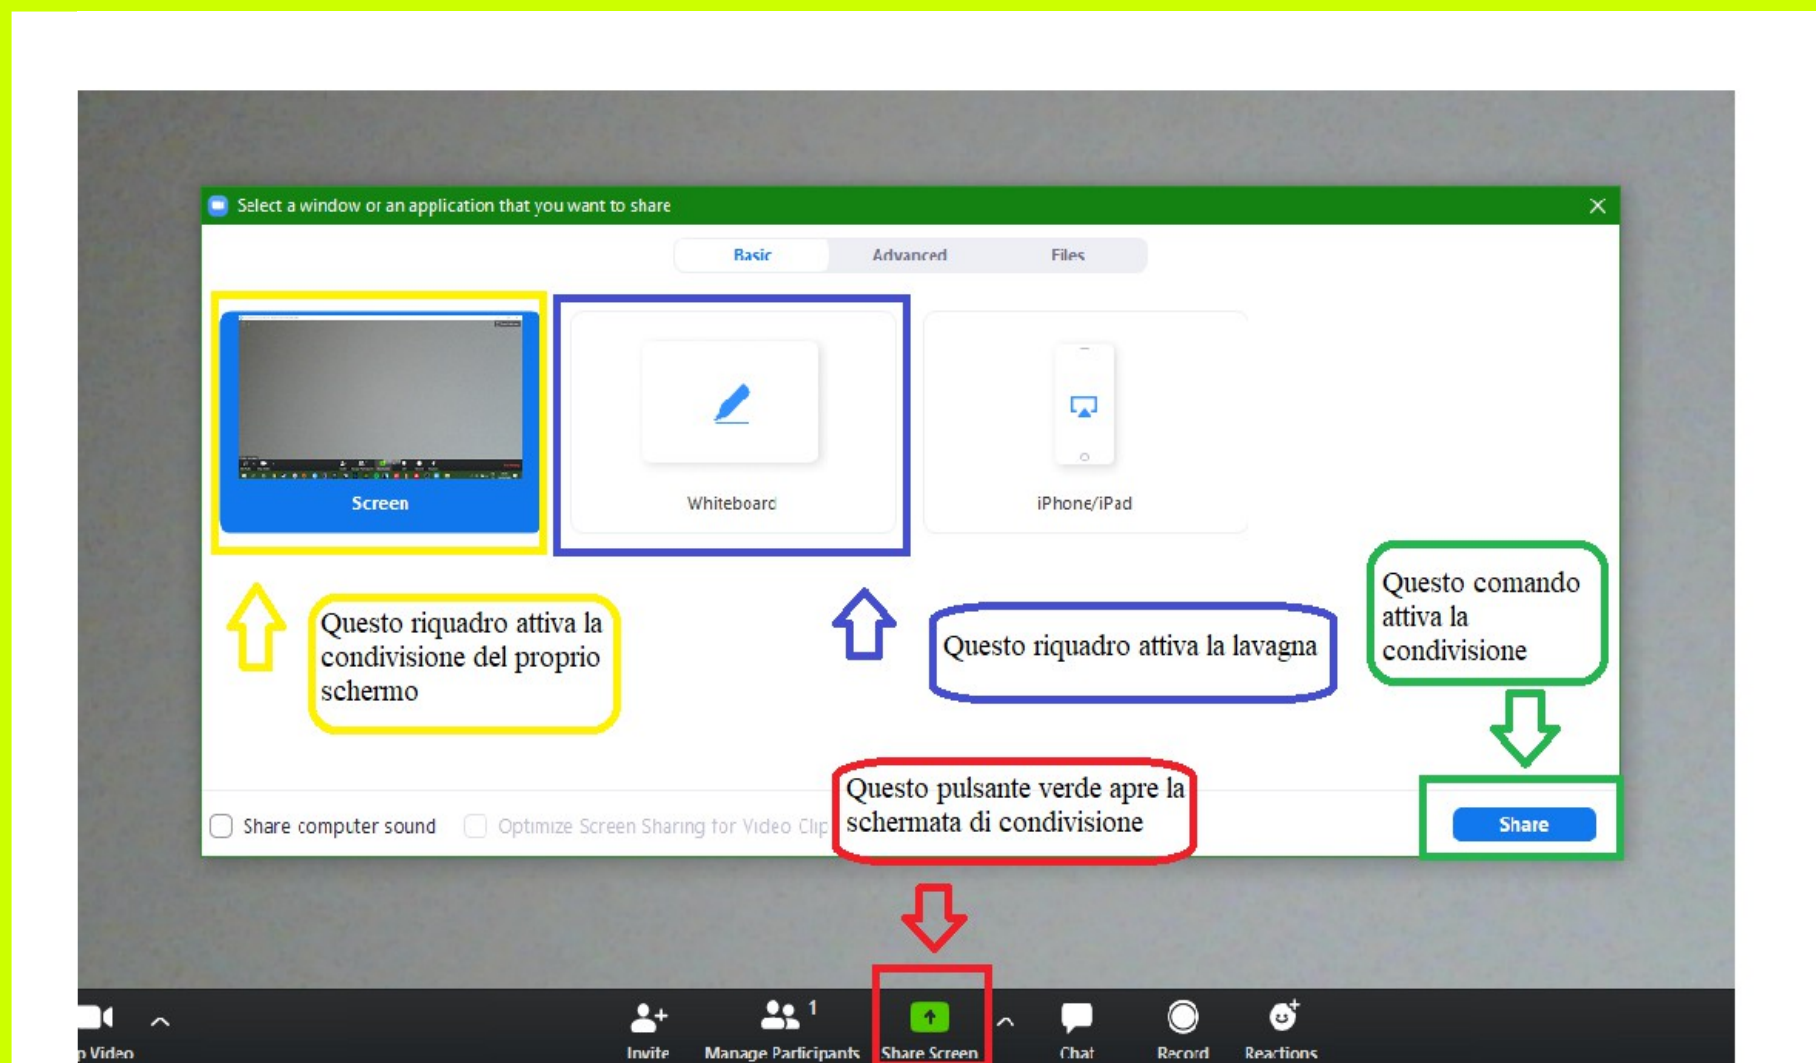 Select a window or an application that you want to share
Basic
Advanced
Files
Screen
Whiteboard
iPhone/iPad
Questo riquadro attiva la
condivisione del proprio
schermo
Questo riquadro attiva la lavagna
Questo comando
attiva la
condivisione
Questo pulsante verde apre la
schermata di condivisione
Share computer sound
Optimize Screen Sharing for Video Clip
Share
1
p Video
Invite
Manage Participants
Share Screen
Chat
Record
Reactions